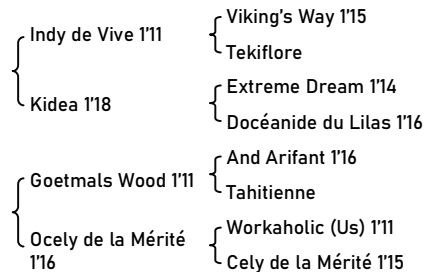 Viking's Way 1'15
Indy de Vive 1'11
Tekiflore
Extreme Dream 1'14
Kidea 1'18
Docéanide du Lilas 1'16
And Arifant 1'16
Goetmals Wood 1'11
Tahitienne
Workaholic (Us) 1'11
Ocely de la Mérité
1'16
Cely de la Mérité 1'15